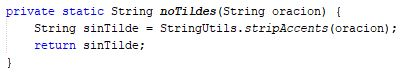 private static String noTildes(String oracion) {
    String sinTilde = StringUtils.stripAccents(oracion);
    return sinTilde;
}